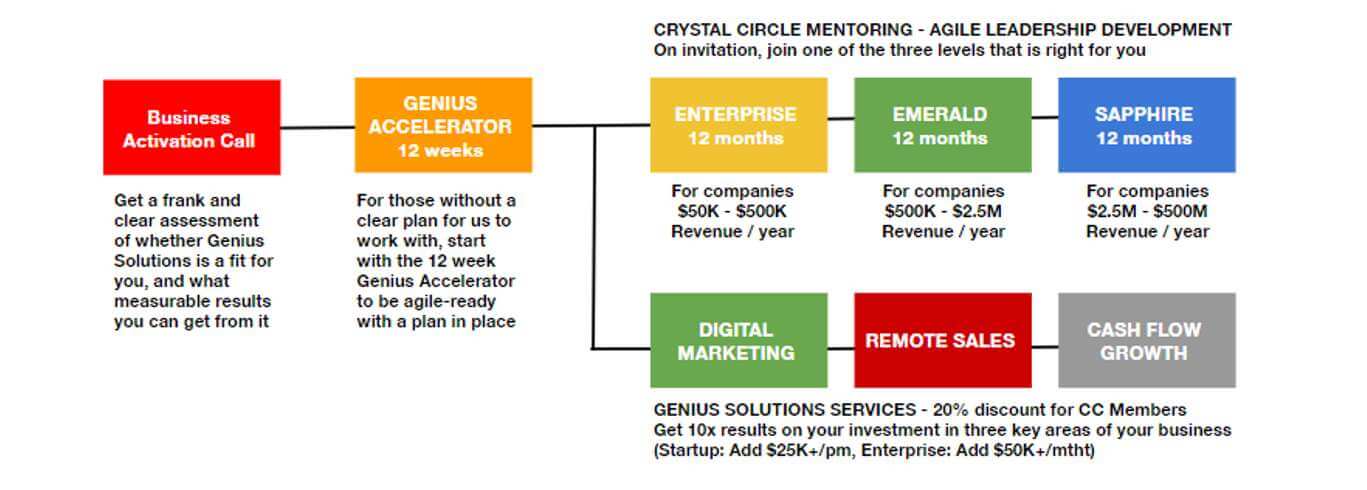 CRYSTAL CIRCLE MENTORING - AGILE LEADERSHIP DEVELOPMENT
On invitation, join one of the three levels that is right for you
Business
Activation Call
Get a frank and
clear assessment
of whether Genius
Solutions is a fit for
you, and what
measurable results
you can get from it
GENIUS
ACCELERATOR
12 weeks
For those without a
clear plan for us to
work with, start
with the 12 week
Genius Accelerator
to be agile-ready
with a plan in place
ENTERPRISE
12 months
For companies
$50K - $500K
Revenue / year
EMERALD
12 months
For companies
$500K - $2.5M
Revenue / year
SAPPHIRE
12 months
For companies
$2.5M - $500M
Revenue / year
DIGITAL
MARKETING
REMOTE SALES
CASH FLOW
GROWTH
GENIUS SOLUTIONS SERVICES - 20% discount for CC Members
Get 10x results on your investment in three key areas of your business
(Startup: Add $25K+/pm, Enterprise: Add $50K+/mtht)